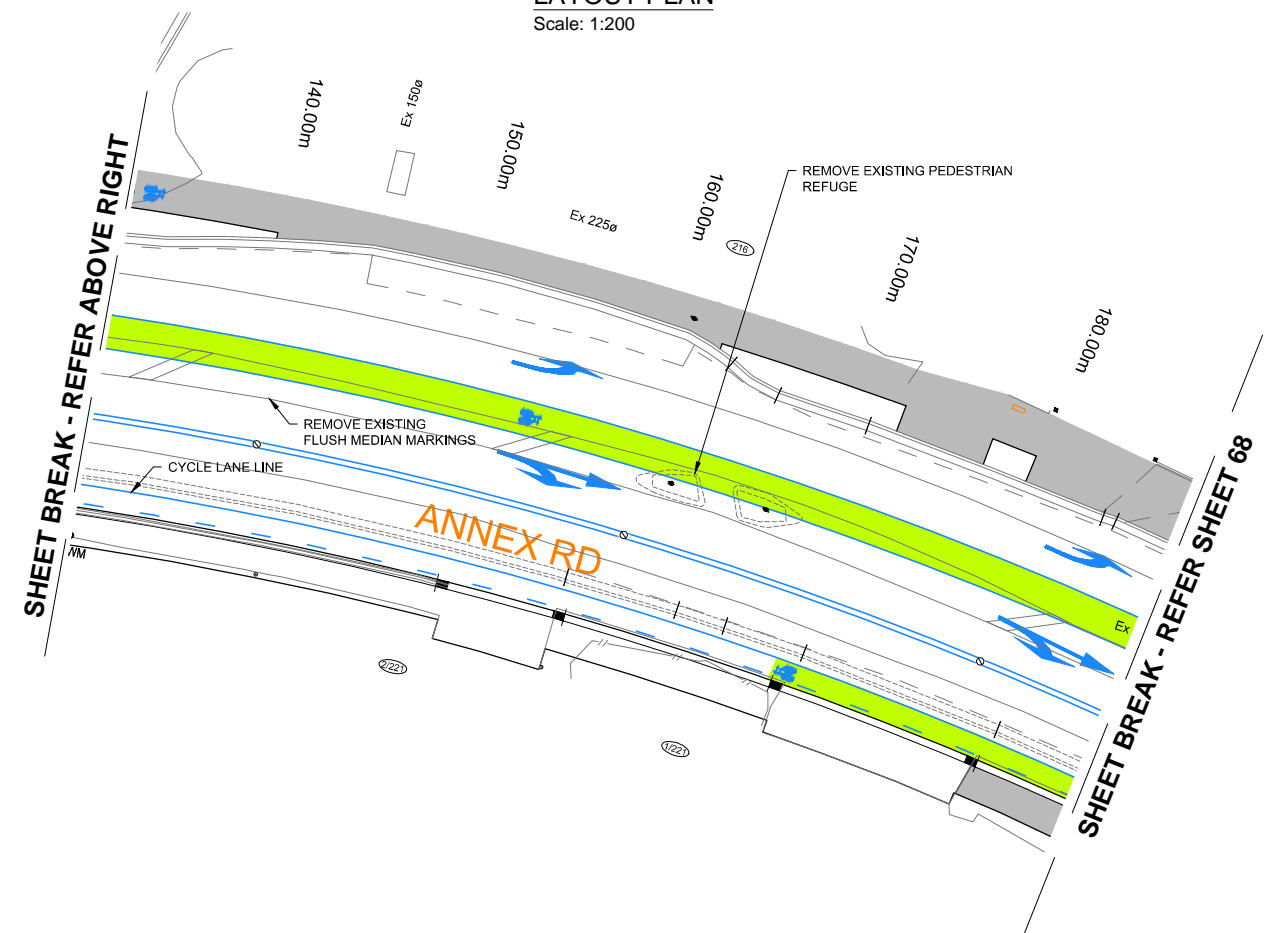 LAYOUT PLAN
Scale: 1:200
140.00m
Ex 150ø
150.00m
Ex 225ø
160.00m
216
170.00m
180.00m
REMOVE EXISTING PEDESTRIAN
REFUGE
SHEET BREAK - REFER ABOVE RIGHT
REMOVE EXISTING
FLUSH MEDIAN MARKINGS
CYCLE LANE LINE
ANNEX RD
Ex
2/221
1/221
SHEET BREAK - REFER SHEET 68